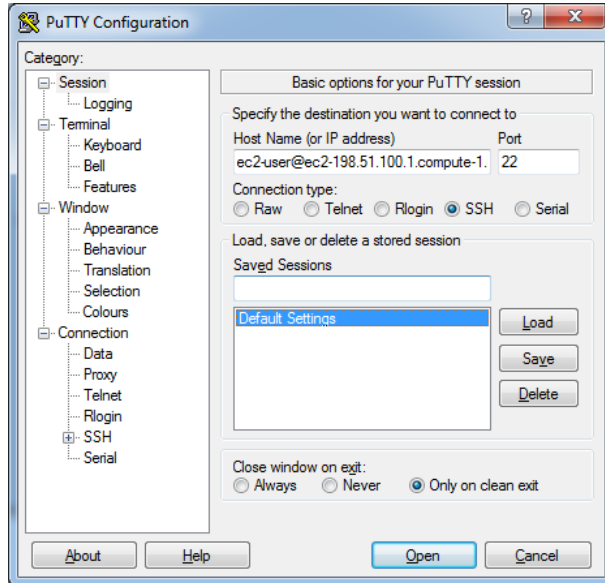 PuTTY Configuration
Category:
Session
Logging
Terminal
Keyboard
Bell
Features
Window
Appearance
Behaviour
Translation
Selection
Colours
Connection
Data
Proxy
Telnet
Rlogin
SSH
Serial
Basic options for your PuTTY session
Specify the destination you want to connect to
Host Name (or IP address) Port
ec2-user@ec2-198.51.100.1.compute-1. 22
Connection type:
Raw Telnet Rlogin SSH Serial
Load, save or delete a stored session
Saved Sessions
Default Settings
Load
Save
Delete
Close window on exit:
Always Never Only on clean exit
About Help Open Cancel